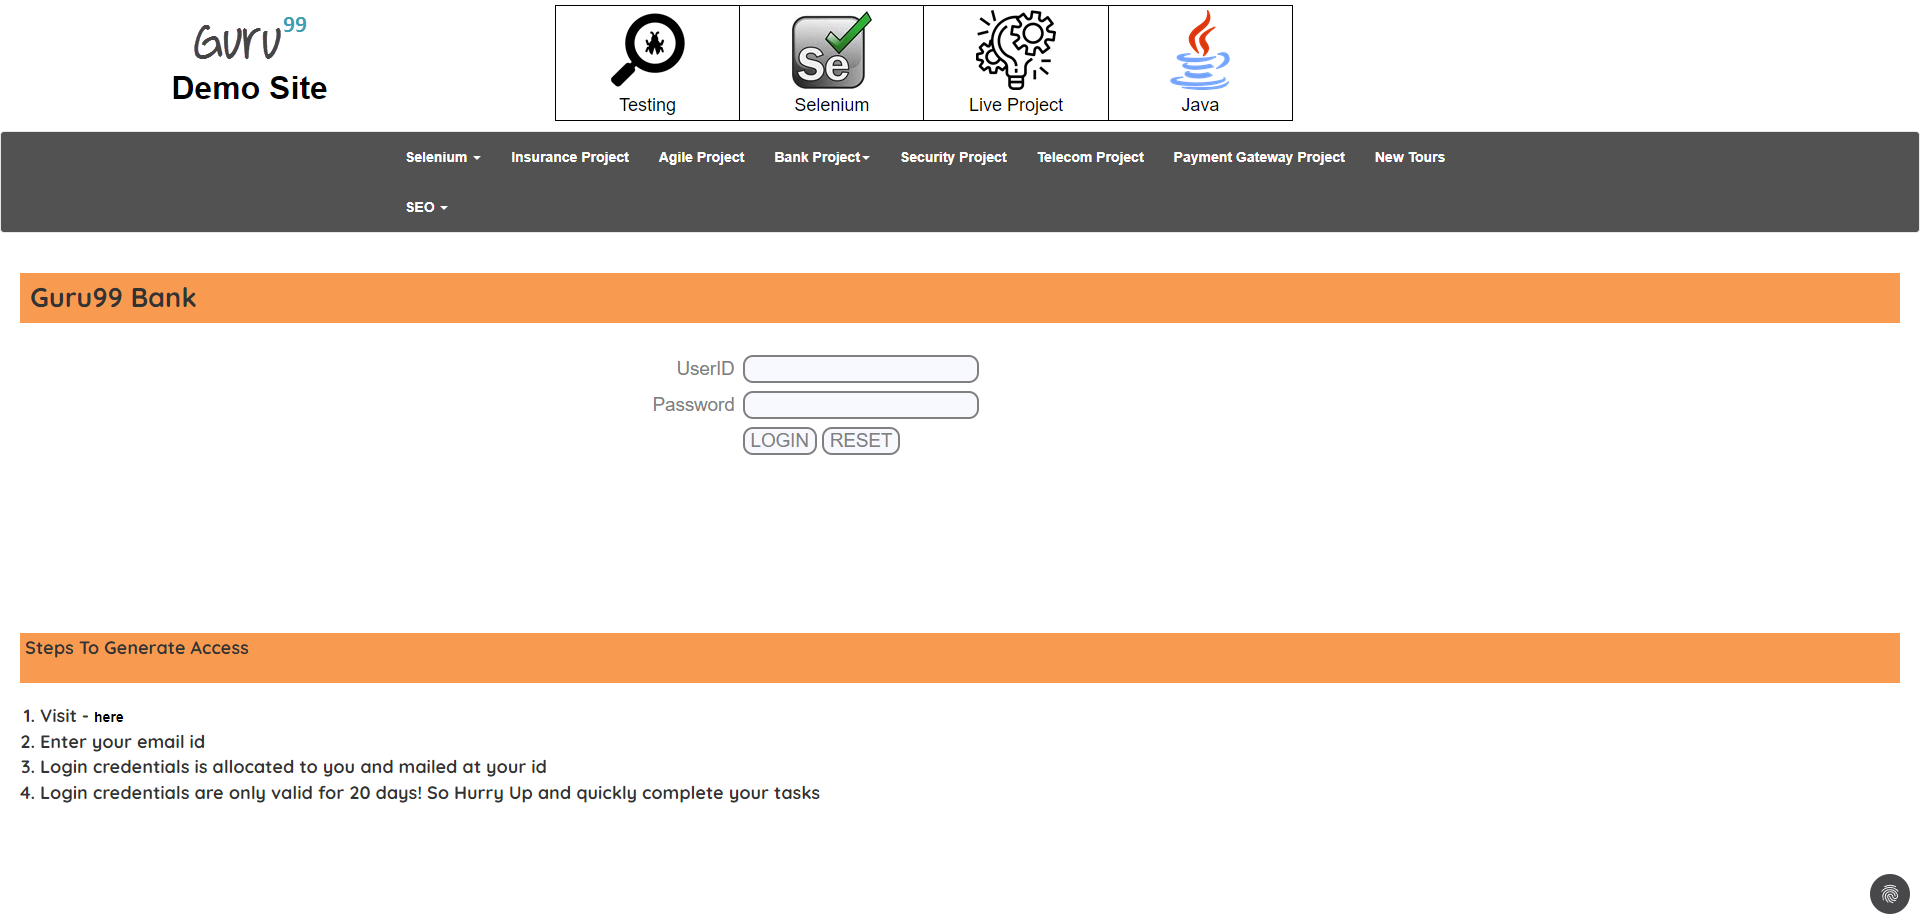 Guru99
Demo Site
Testing
Se
Selenium
Live Project
Java
Selenium
Insurance Project
Agile Project
Bank Project
Security Project
Telecom Project
Payment Gateway Project
New Tours
SEO
Guru99 Bank
UserID
Password
LOGIN RESET
Steps To Generate Access
1. Visit - here
2. Enter your email id
3. Login credentials is allocated to you and mailed at your id
4. Login credentials are only valid for 20 days! So Hurry Up and quickly complete your tasks